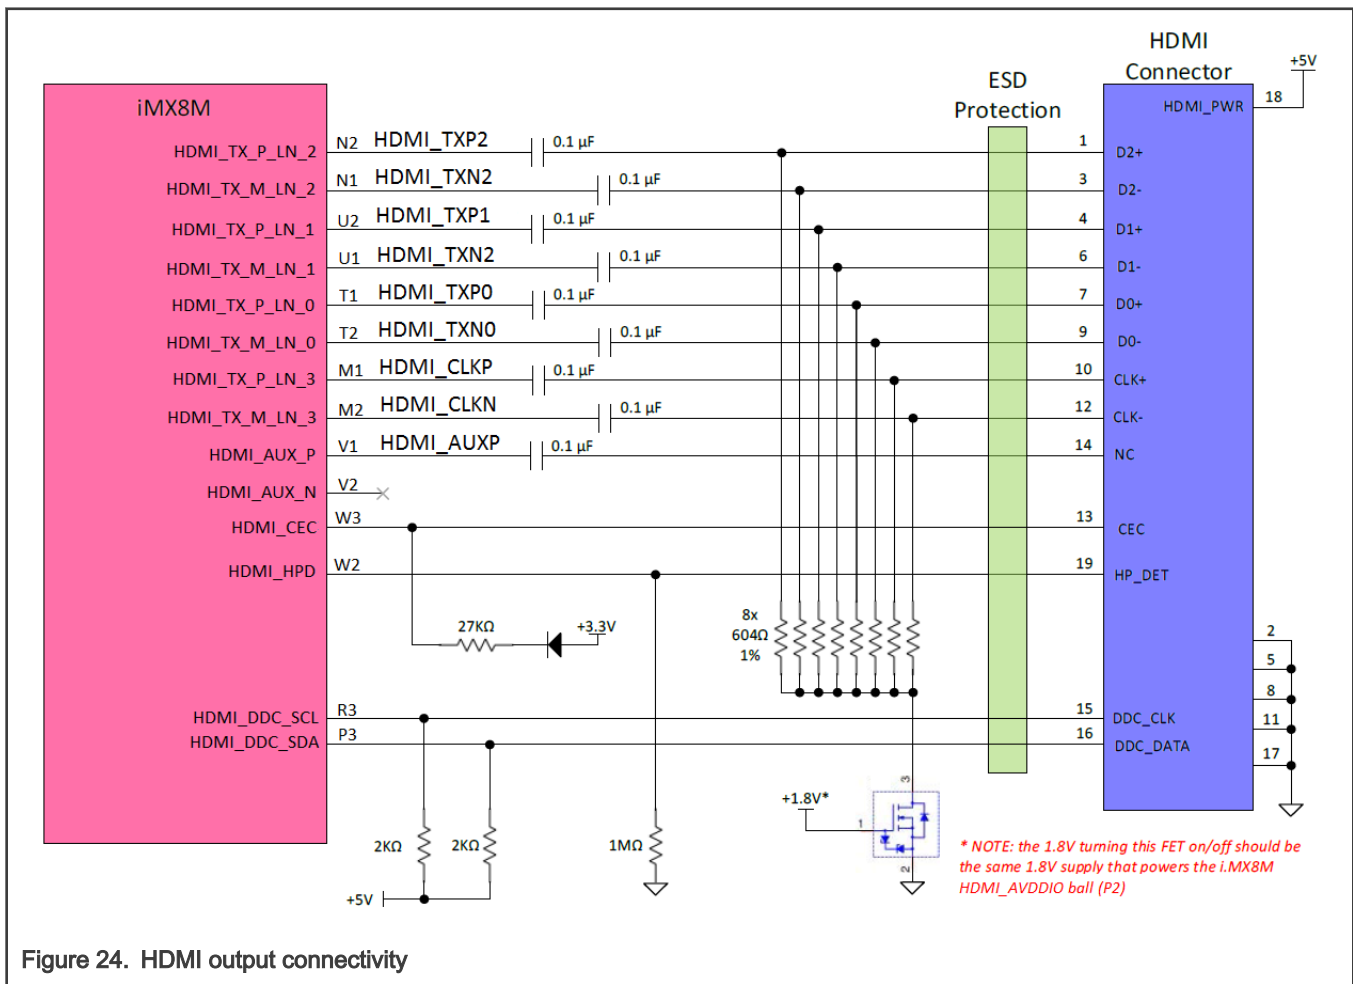 HDMI
Connector
+5V
ESD
Protection
iMX8M
HDMI_PWR 18
HDMI_TX_P_LN_2 N2 HDMI_TXP2 0.1 µF 1 D2+
HDMI_TX_M_LN_2 N1 HDMI_TXN2 0.1 µF 3 D2-
HDMI_TX_P_LN_1 U2 HDMI_TXP1 0.1 µF 4 D1+
HDMI_TX_M_LN_1 U1 HDMI_TXN2 0.1 µF 6 D1-
HDMI_TX_P_LN_0 T1 HDMI_TXP0 0.1 µF 7 D0+
HDMI_TX_M_LN_0 T2 HDMI_TXN0 0.1 µF 9 D0-
HDMI_TX_P_LN_3 M1 HDMI_CLKP 0.1 µF 10 CLK+
HDMI_TX_M_LN_3 M2 HDMI_CLKN 0.1 µF 12 CLK-
HDMI_AUX_P V1 HDMI_AUXP 0.1 µF 14 NC
HDMI_AUX_N V2
HDMI_CEC W3 13 CEC
HDMI_HPD W2 19 HP_DET
27KΩ +3.3V
8x
604Ω
1%
2
5
8
11
17
HDMI_DDC_SCL R3 15 DDC_CLK
HDMI_DDC_SDA P3 16 DDC_DATA
+1.8V*
1
3
2
2KΩ 2KΩ 1MΩ
+5V
* NOTE: the 1.8V turning this FET on/off should be
the same 1.8V supply that powers the i.MX8M
HDMI_AVDDIO ball (P2)
Figure 24. HDMI output connectivity